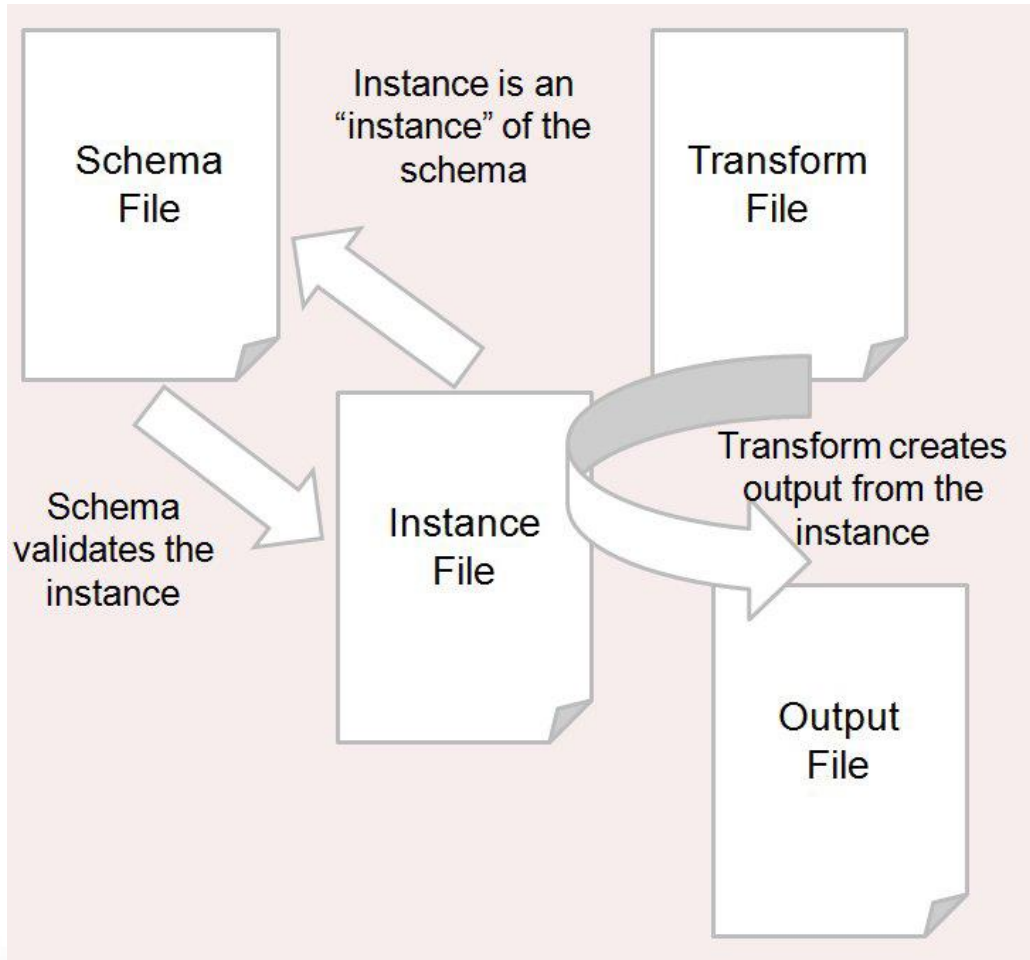 Schema
File
Instance is an
“instance” of the
schema
Transform
File
Schema
validates the
instance
Instance
File
Transform creates
output from the
instance
Output
File